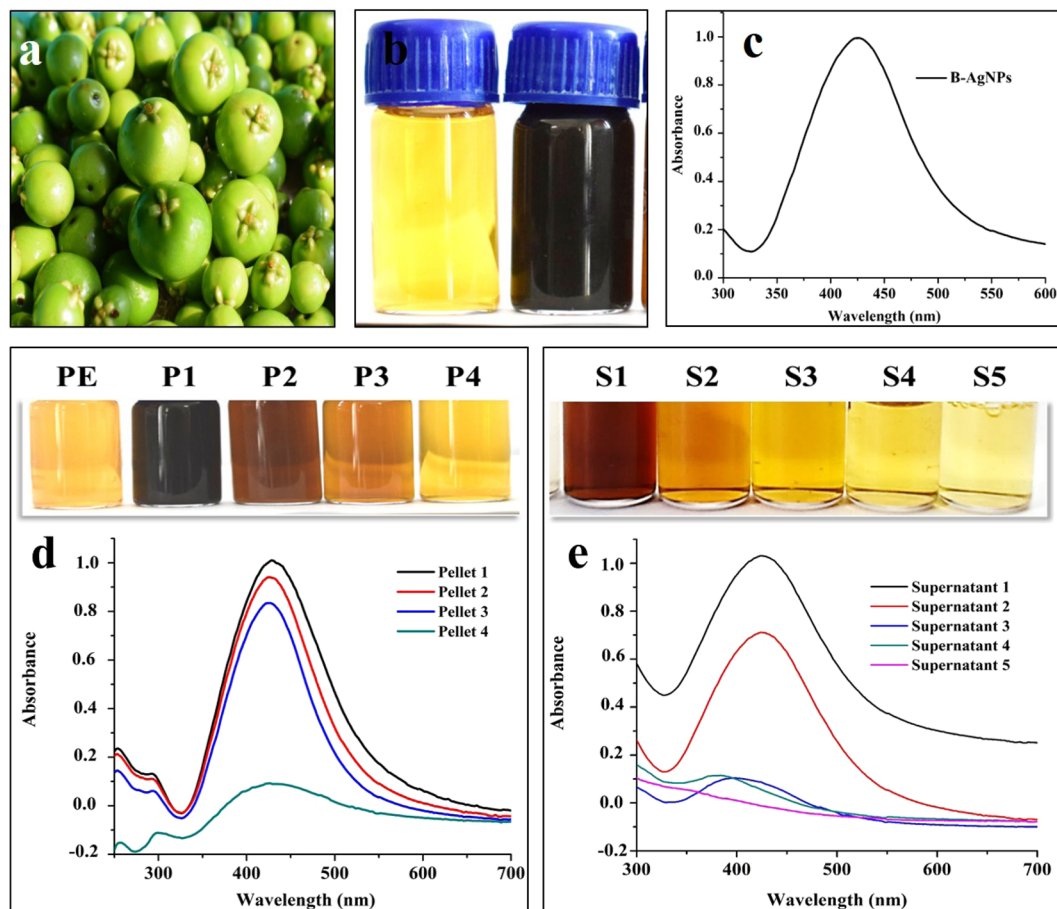 a
b
c
B-AgNPs
Absorbance
1.0
0.8
0.6
0.4
0.2
0.0
300 350 400 450 500 550 600
Wavelength (nm)
PE P1 P2 P3 P4
d
Pellet 1
Pellet 2
Pellet 3
Pellet 4
Absorbance
1.0
0.8
0.6
0.4
0.2
0.0
-0.2
300 400 500 600 700
Wavelength (nm)
S1 S2 S3 S4 S5
e
Supernatant 1
Supernatant 2
Supernatant 3
Supernatant 4
Supernatant 5
Absorbance
1.0
0.8
0.6
0.4
0.2
0.0
-0.2
300 400 500 600 700
Wavelength (nm)